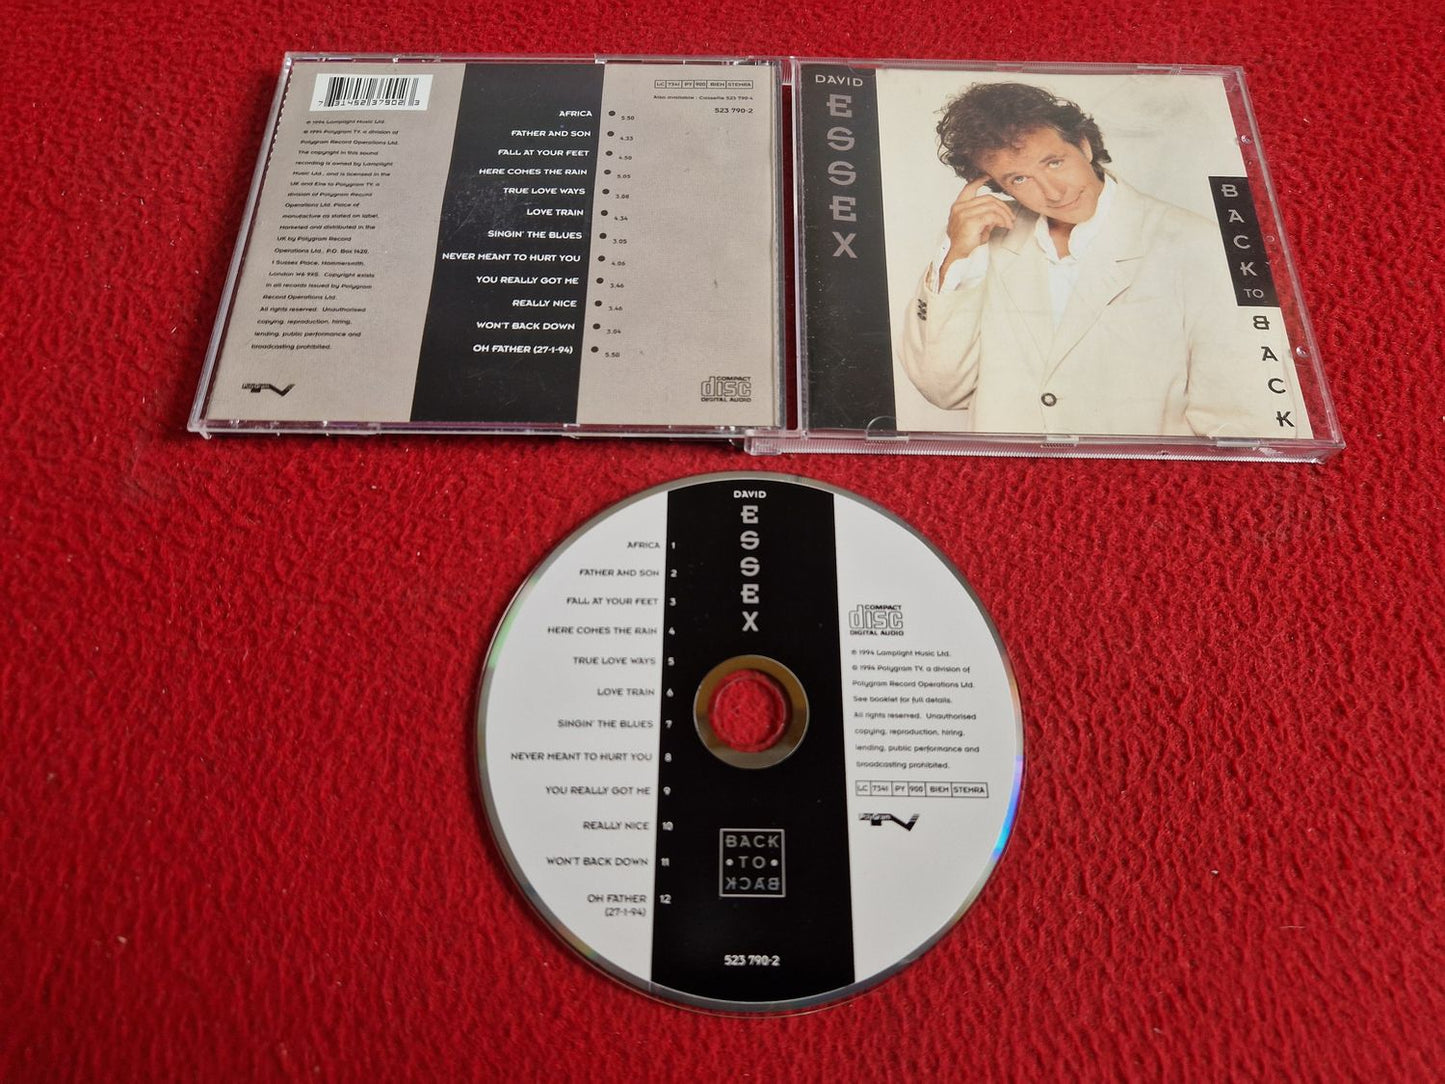 7 31452 37902 3
℗ 1994 Lamplight Music Ltd.
© 1994 Polygram TV, a division of
Polygram Record Operations Ltd.
The copyright in this sound
recording is owned by Lamplight
Music Ltd., and is licensed in the
UK and Eire to Polygram TV, a
division of Polygram Record
Operations Ltd. Place of
manufacture as stated on label.
Marketed and distributed in the
UK by Polygram Record
Operations Ltd., P.O. Box 1420,
1 Sussex Place, Hammersmith,
London W6 9XS. Copyright exists
in all records issued by Polygram
Record Operations Ltd.
All rights reserved. Unauthorised
copying, reproduction, hiring,
lending, public performance and
broadcasting prohibited.
PolyGram TV
LC 7341 PY 900 BIEM STEMRA
Also available : Cassette 523 790-4
523 790-2
AFRICA 5.50
FATHER AND SON 4.33
FALL AT YOUR FEET 4.50
HERE COMES THE RAIN 5.05
TRUE LOVE WAYS 3.08
LOVE TRAIN 4.34
SINGIN' THE BLUES 3.05
NEVER MEANT TO HURT YOU 4.06
YOU REALLY GOT ME 3.46
REALLY NICE 3.46
WON'T BACK DOWN 3.04
OH FATHER (27-1-94) 5.50
COMPACT
disc
DIGITAL AUDIO
DAVID
ESSEX
BACK
TO
BACK
DAVID
ESSEX
AFRICA 1
FATHER AND SON 2
FALL AT YOUR FEET 3
HERE COMES THE RAIN 4
TRUE LOVE WAYS 5
LOVE TRAIN 6
SINGIN' THE BLUES 7
NEVER MEANT TO HURT YOU 8
YOU REALLY GOT ME 9
REALLY NICE 10
WON'T BACK DOWN 11
OH FATHER 12
(27-1-94)
BACK
• TO •
BACK
523 790-2
COMPACT
disc
DIGITAL AUDIO
℗ 1994 Lamplight Music Ltd.
© 1994 Polygram TV, a division of
Polygram Record Operations Ltd.
See booklet for full details.
All rights reserved. Unauthorised
copying, reproduction, hiring,
lending, public performance and
broadcasting prohibited.
LC 7341 PY 900 BIEM STEMRA
PolyGram TV